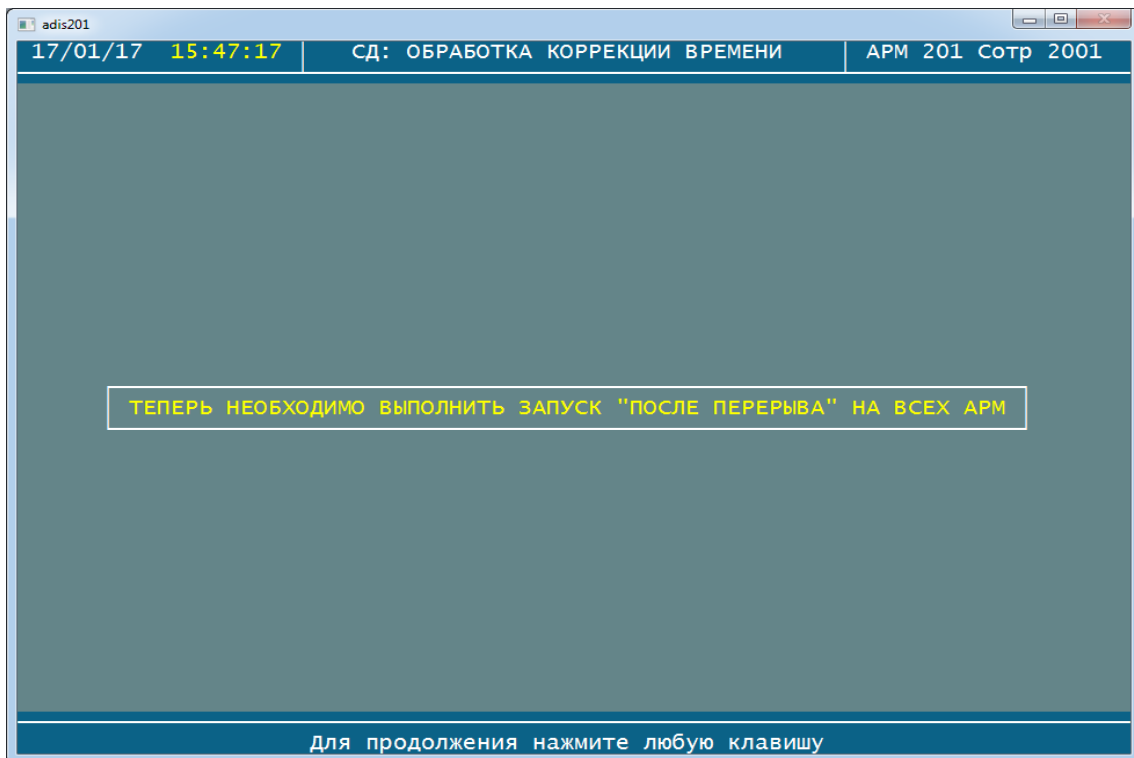 adis201
17/01/17 15:47:17 СД: ОБРАБОТКА КОРРЕКЦИИ ВРЕМЕНИ АРМ 201 Сотр 2001
ТЕПЕРЬ НЕОБХОДИМО ВЫПОЛНИТЬ ЗАПУСК "ПОСЛЕ ПЕРЕРЫВА" НА ВСЕХ АРМ
Для продолжения нажмите любую клавишу